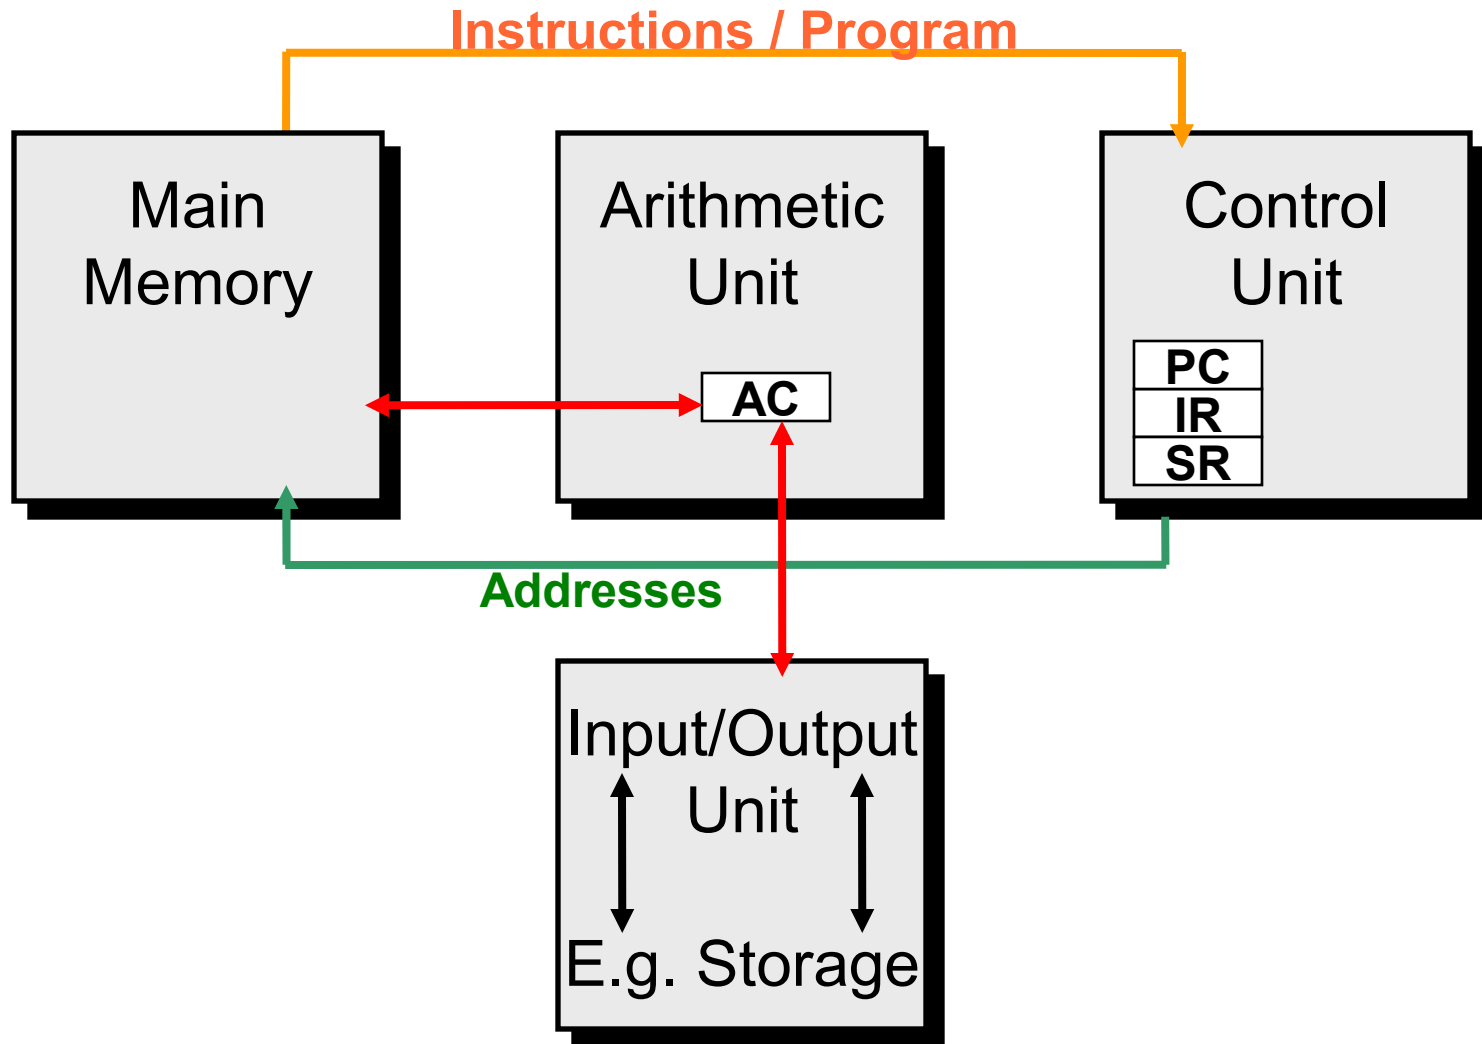 Instructions / Program
Main
Memory
Arithmetic
Unit
AC
Control
Unit
PC
IR
SR
Addresses
Input/Output
Unit
E.g. Storage